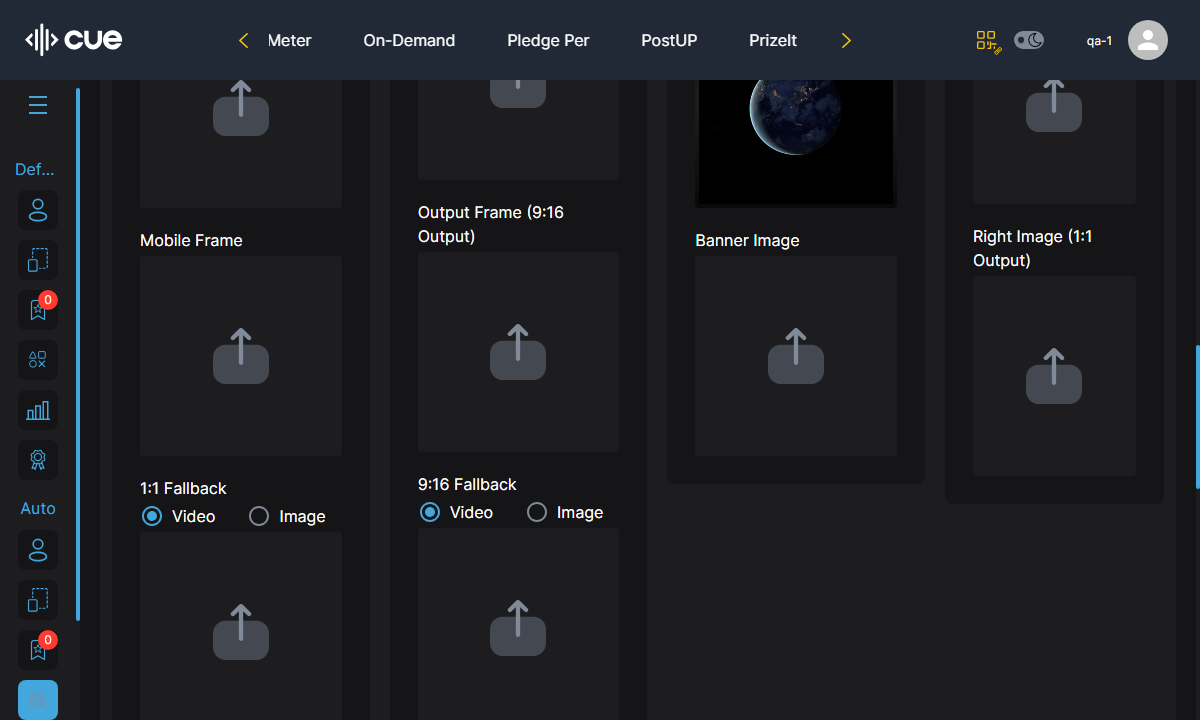 cue
Meter
On-Demand
Pledge Per
PostUP
PrizeIt
qa-1
Def...
0
Auto
0
Mobile Frame
1:1 Fallback
Video
Image
Output Frame (9:16
Output)
9:16 Fallback
Video
Image
Banner Image
Right Image (1:1
Output)